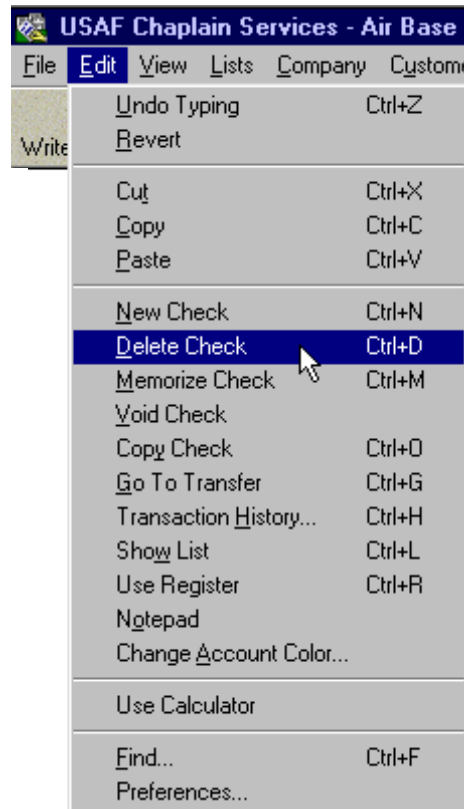 USAF Chaplain Services - Air Base
File Edit View Lists Company Custome
Write
Undo Typing Ctrl+Z
Revert
Cut Ctrl+X
Copy Ctrl+C
Paste Ctrl+V
New Check Ctrl+N
Delete Check Ctrl+D
Memorize Check Ctrl+M
Void Check
Copy Check Ctrl+O
Go To Transfer Ctrl+G
Transaction History... Ctrl+H
Show List Ctrl+L
Use Register Ctrl+R
Notepad
Change Account Color...
Use Calculator
Find... Ctrl+F
Preferences...